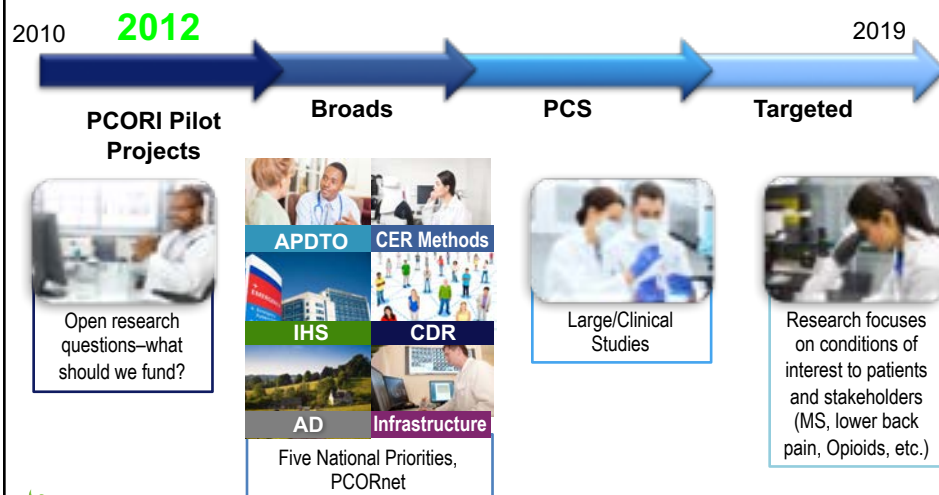 2010
2012
2019
PCORI Pilot
Projects
Broads
PCS
Targeted
Open research
questions–what
should we fund?
APDTO
CER Methods
EMERGENCY
IHS
CDR
AD
Infrastructure
Five National Priorities,
PCORnet
Large/Clinical
Studies
Research focuses
on conditions of
interest to patients
and stakeholders
(MS, lower back
pain, Opioids, etc.)